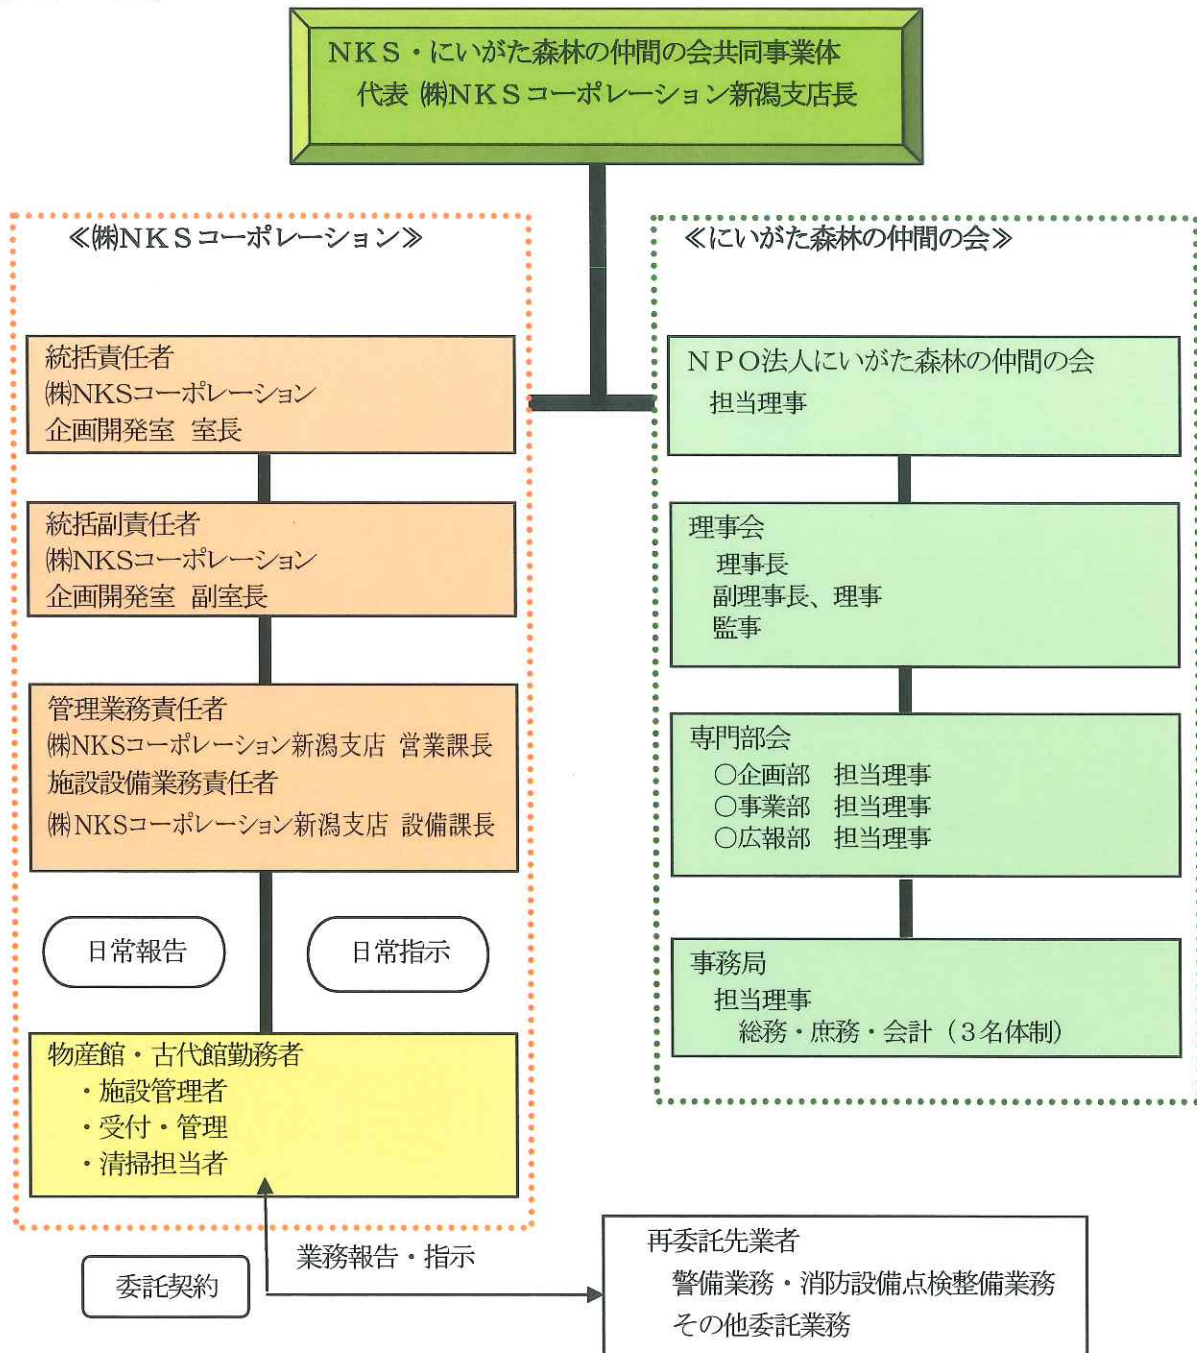 NKS・にいがた森林の仲間の会共同事業体
代表 ㈱NKSコーポレーション新潟支店長
≪㈱NKSコーポレーション≫
統括責任者
㈱NKSコーポレーション
企画開発室 室長
統括副責任者
㈱NKSコーポレーション
企画開発室 副室長
管理業務責任者
㈱NKSコーポレーション新潟支店 営業課長
施設設備業務責任者
㈱NKSコーポレーション新潟支店 設備課長
日常報告
日常指示
物産館・古代館勤務者
・施設管理者
・受付・管理
・清掃担当者
≪にいがた森林の仲間の会≫
NPO法人にいがた森林の仲間の会
担当理事
理事会
理事長
副理事長、理事
監事
専門部会
○企画部 担当理事
○事業部 担当理事
○広報部 担当理事
事務局
担当理事
総務・庶務・会計（3名体制）
委託契約
業務報告・指示
再委託先業者
警備業務・消防設備点検整備業務
その他委託業務